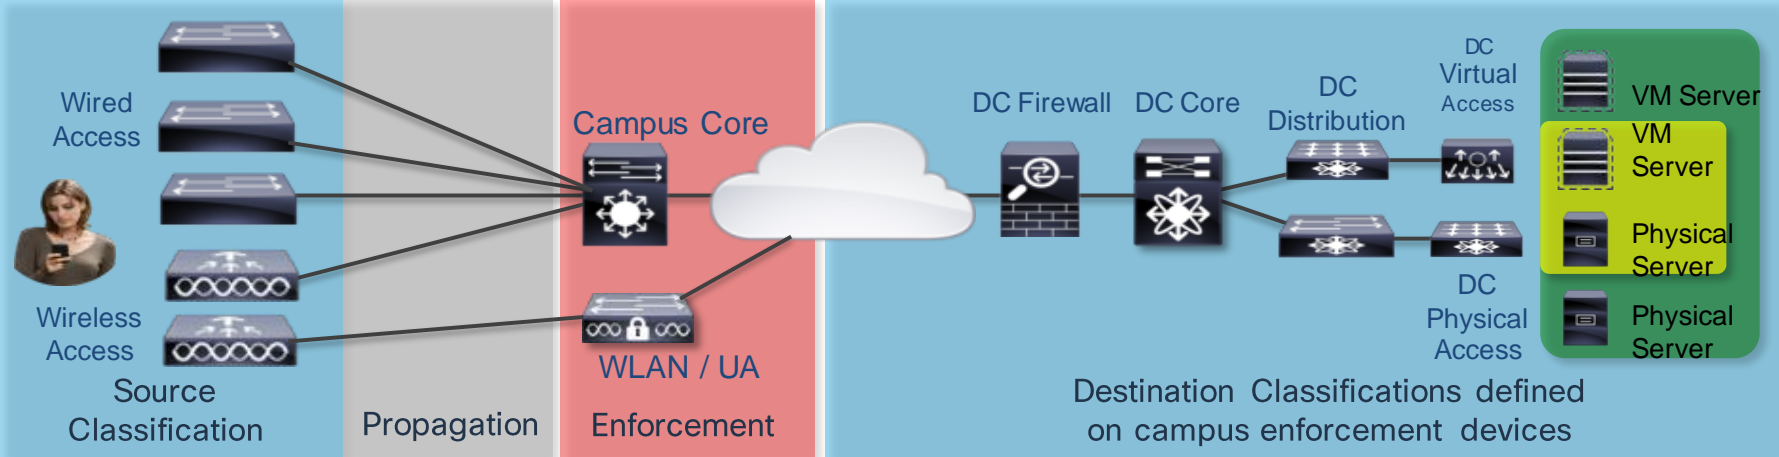 Wired
Access
Wireless
Access
Source
Classification
Propagation
Campus Core
WLAN / UA
Enforcement
DC Firewall
DC Core
DC
Distribution
DC
Virtual
Access
DC
Physical
Access
VM Server
VM
Server
Physical
Server
Physical
Server
Destination Classifications defined
on campus enforcement devices